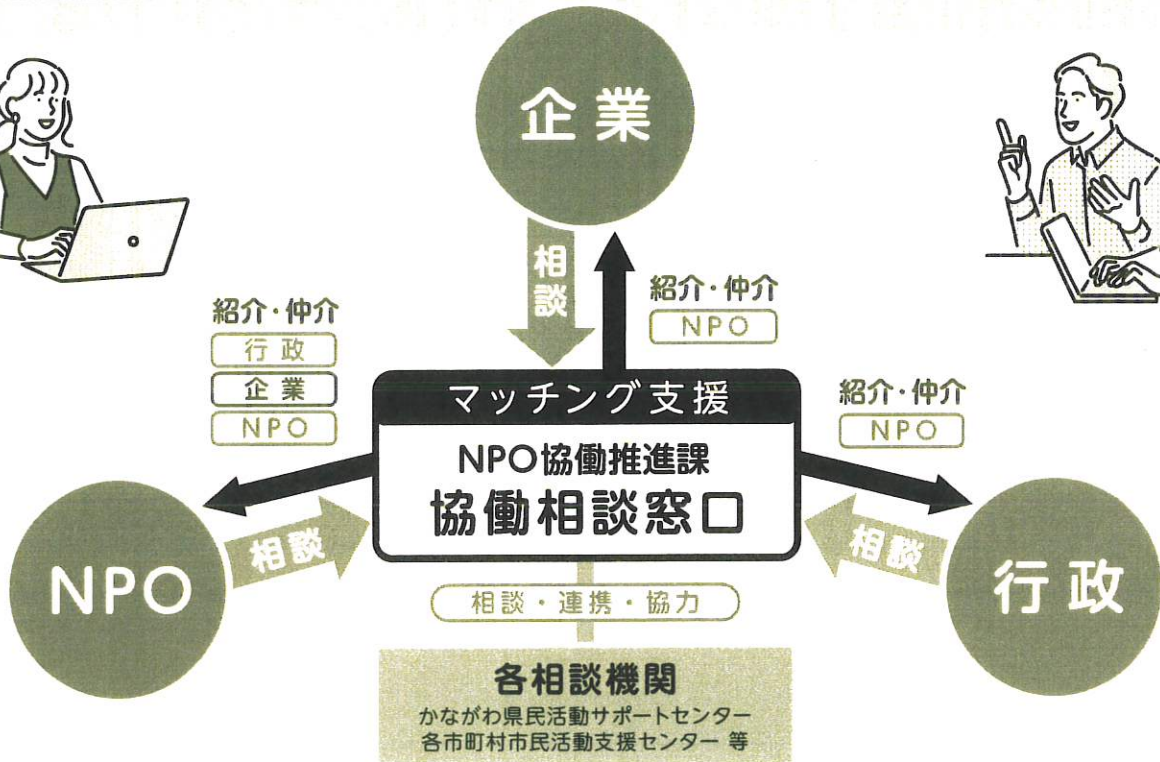 企業
相談
紹介・仲介
NPO
紹介・仲介
行政
企業
NPO
マッチング支援
NPO協働推進課
協働相談窓口
紹介・仲介
NPO
NPO
相談
相談
行政
相談・連携・協力
各相談機関
かながわ県民活動サポートセンター
各市町村市民活動支援センター 等